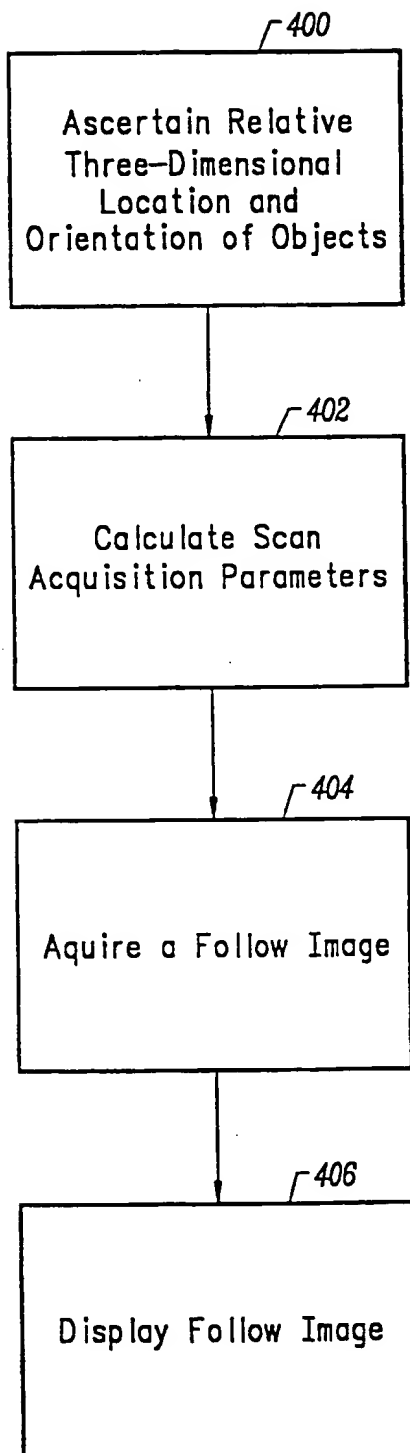 400
Ascertain Relative
Three-Dimensional
Location and
Orientation of Objects
402
Calculate Scan
Acquisition Parameters
404
Aquire a Follow Image
406
Display Follow Image